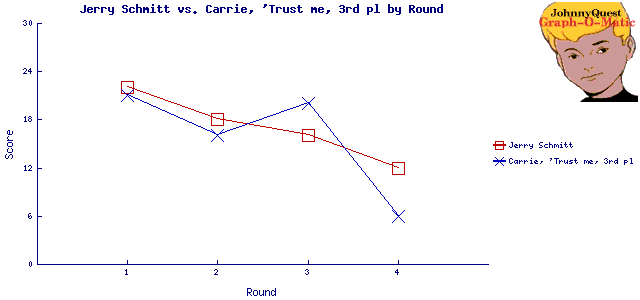 Jerry Schmitt vs. Carrie, 'Trust me, 3rd pl by Round
JohnnyQuest
Graph-O-Matic
30
24
18
12
6
0
Score
1 2 3 4
Round
Jerry Schmitt
Carrie, 'Trust me, 3rd pl